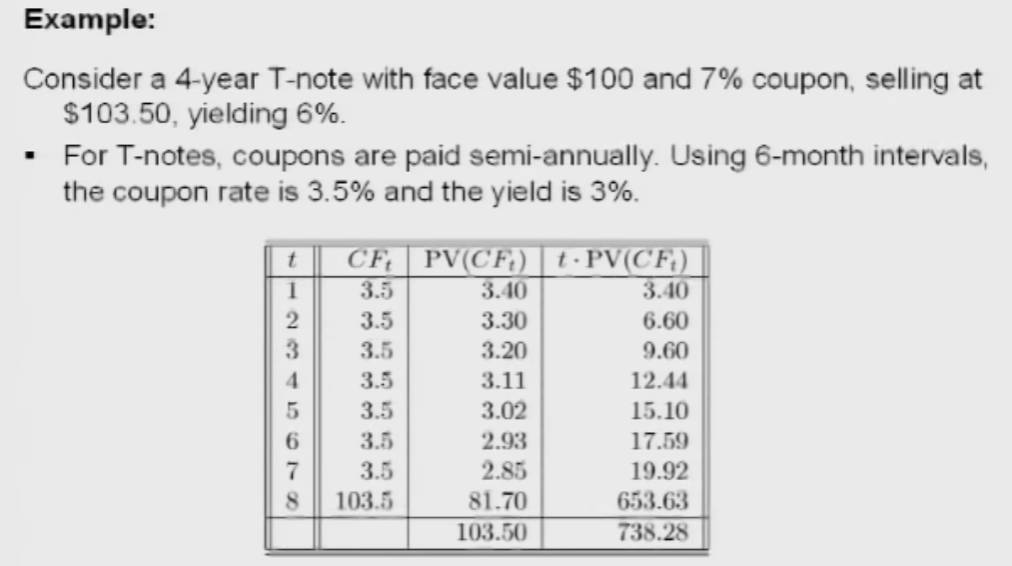 Example:
Consider a 4-year T-note with face value $100 and 7% coupon, selling at
$103.50, yielding 6%.
▪ For T-notes, coupons are paid semi-annually. Using 6-month intervals,
the coupon rate is 3.5% and the yield is 3%.
t CFₜ PV(CFₜ) t · PV(CFₜ)
1 3.5 3.40 3.40
2 3.5 3.30 6.60
3 3.5 3.20 9.60
4 3.5 3.11 12.44
5 3.5 3.02 15.10
6 3.5 2.93 17.59
7 3.5 2.85 19.92
8 103.5 81.70 653.63
103.50 738.28